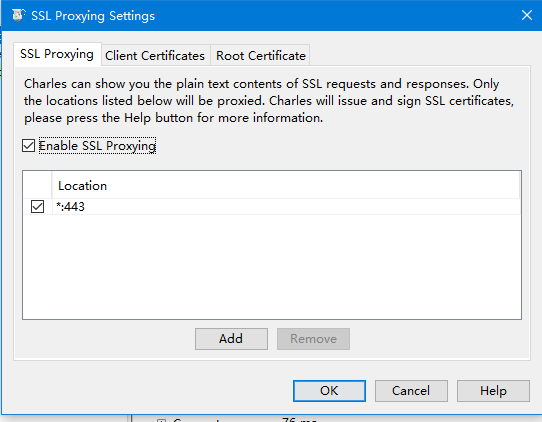 SSL Proxying Settings
SSL Proxying
Client Certificates
Root Certificate
Charles can show you the plain text contents of SSL requests and responses. Only
the locations listed below will be proxied. Charles will issue and sign SSL certificates,
please press the Help button for more information.
Enable SSL Proxying
Location
*:443
Add
Remove
OK
Cancel
Help